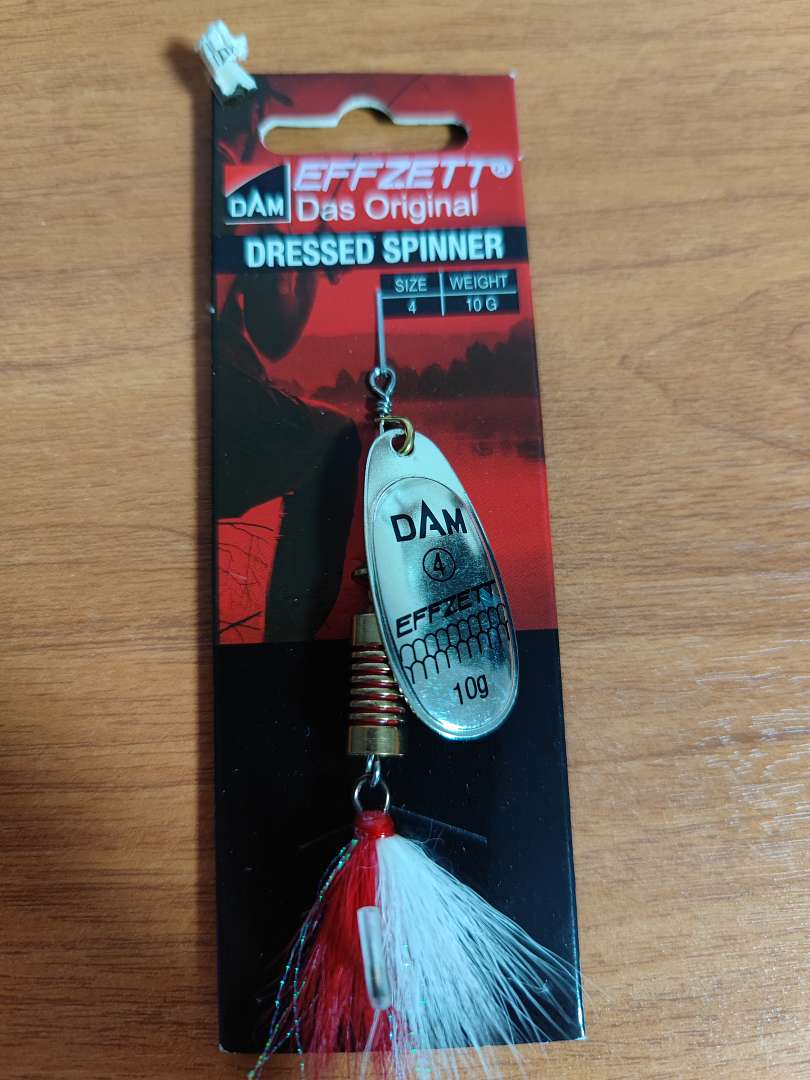 EFFZETT®
DAM
Das Original
DRESSED SPINNER
SIZE WEIGHT
4 10 G
DAM
4
EFFZETT
10g